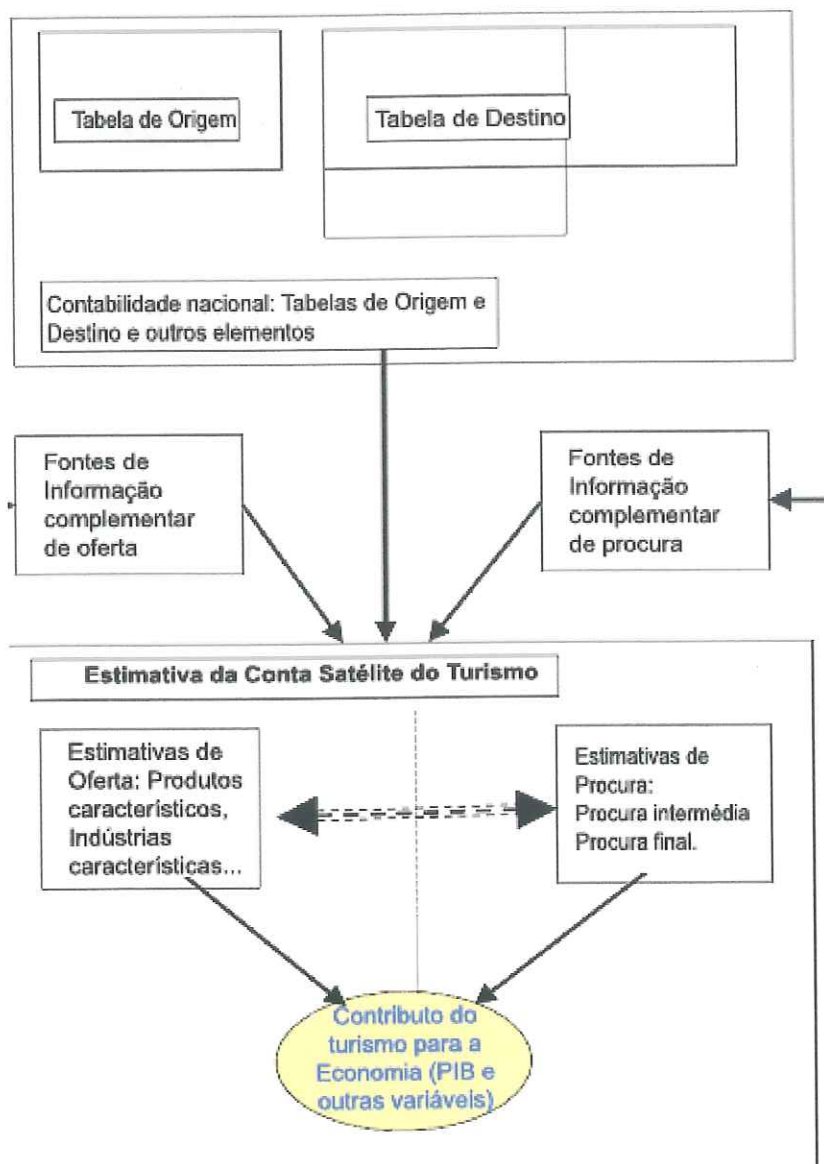 Tabela de Origem
Tabela de Destino
Contabilidade nacional: Tabelas de Origem e
Destino e outros elementos
Fontes de
Informação
complementar
de oferta
Fontes de
Informação
complementar
de procura
Estimativa da Conta Satélite do Turismo
Estimativas de
Oferta: Produtos
característicos,
Indústrias
características...
Estimativas de
Procura:
Procura intermédia
Procura final.
Contributo do
turismo para a
Economia (PIB e
outras variáveis)